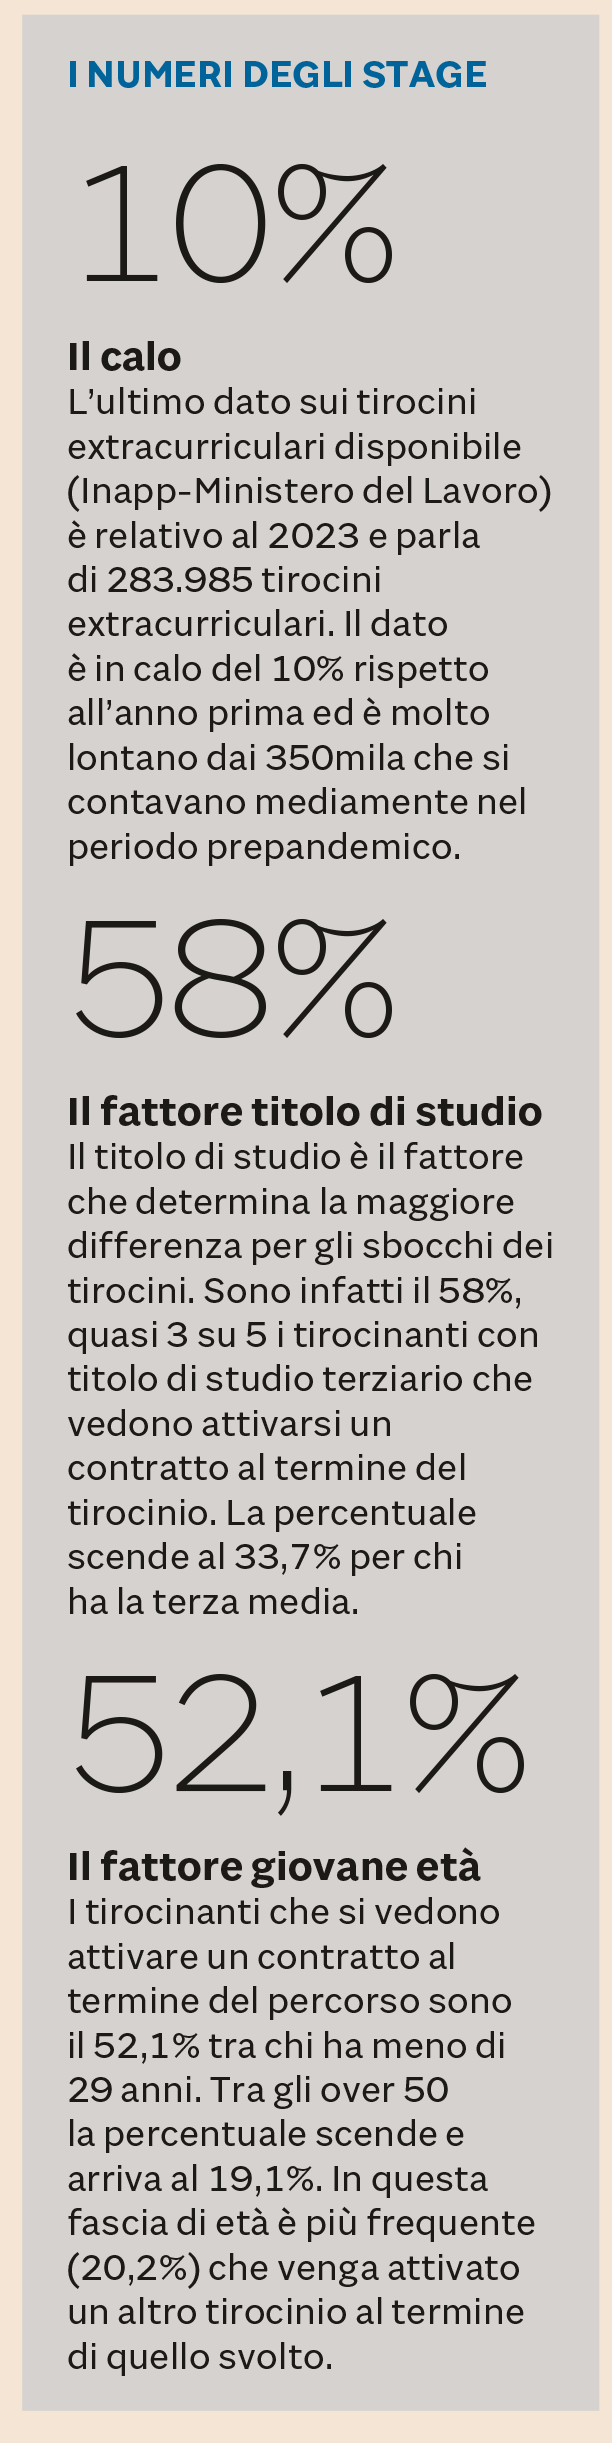 I NUMERI DEGLI STAGE
10%
Il calo
L’ultimo dato sui tirocini
extracurriculari disponibile
(Inapp-Ministero del Lavoro)
è relativo al 2023 e parla
di 283.985 tirocini
extracurriculari. Il dato
è in calo del 10% rispetto
all’anno prima ed è molto
lontano dai 350mila che si
contavano mediamente nel
periodo prepandemico.
58%
Il fattore titolo di studio
Il titolo di studio è il fattore
che determina la maggiore
differenza per gli sbocchi dei
tirocini. Sono infatti il 58%,
quasi 3 su 5 i tirocinanti con
titolo di studio terziario che
vedono attivarsi un
contratto al termine del
tirocinio. La percentuale
scende al 33,7% per chi
ha la terza media.
52,1%
Il fattore giovane età
I tirocinanti che si vedono
attivare un contratto al
termine del percorso sono
il 52,1% tra chi ha meno di
29 anni. Tra gli over 50
la percentuale scende e
arriva al 19,1%. In questa
fascia di età è più frequente
(20,2%) che venga attivato
un altro tirocinio al termine
di quello svolto.